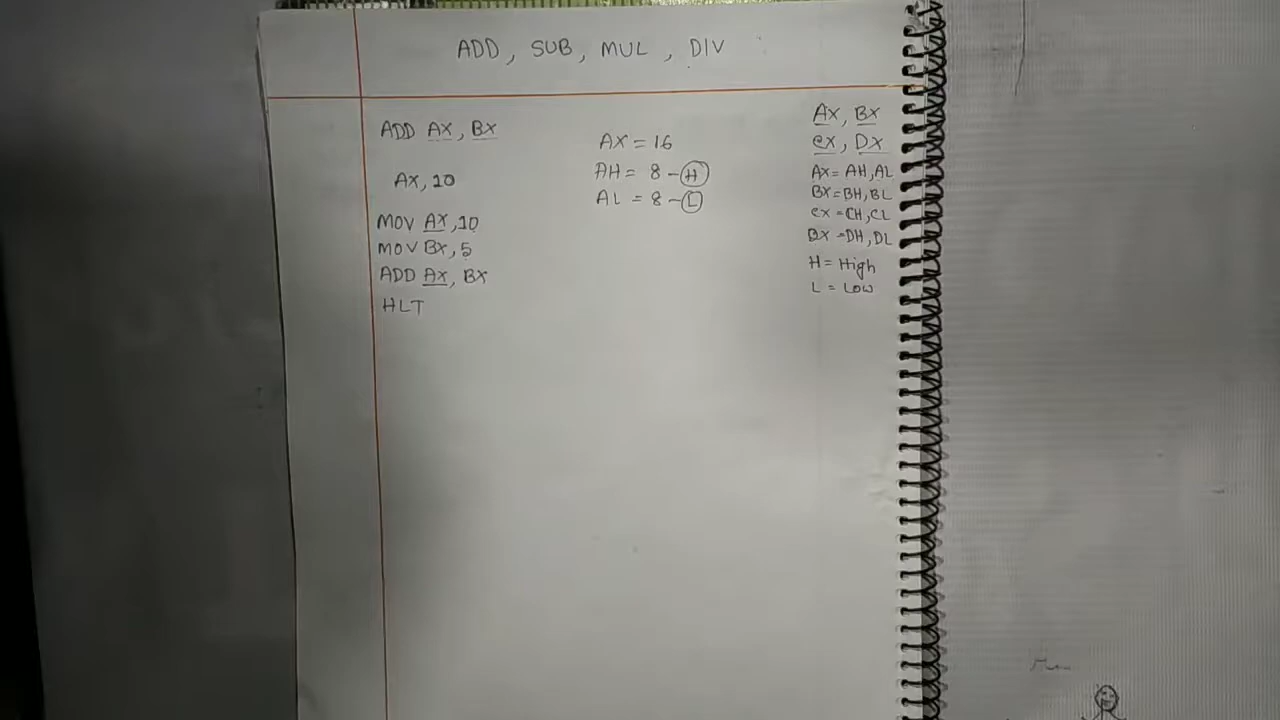 ADD, SUB, MUL, DIV
ADD AX, BX
AX, 10
MOV AX, 10
MOV BX, 5
ADD AX, BX
HLT
AX = 16
AH = 8 - H
AL = 8 - L
AX, BX
CX, DX
AX = AH, AL
BX = BH, BL
CX = CH, CL
BX = DH, DL
H = High
L = Low